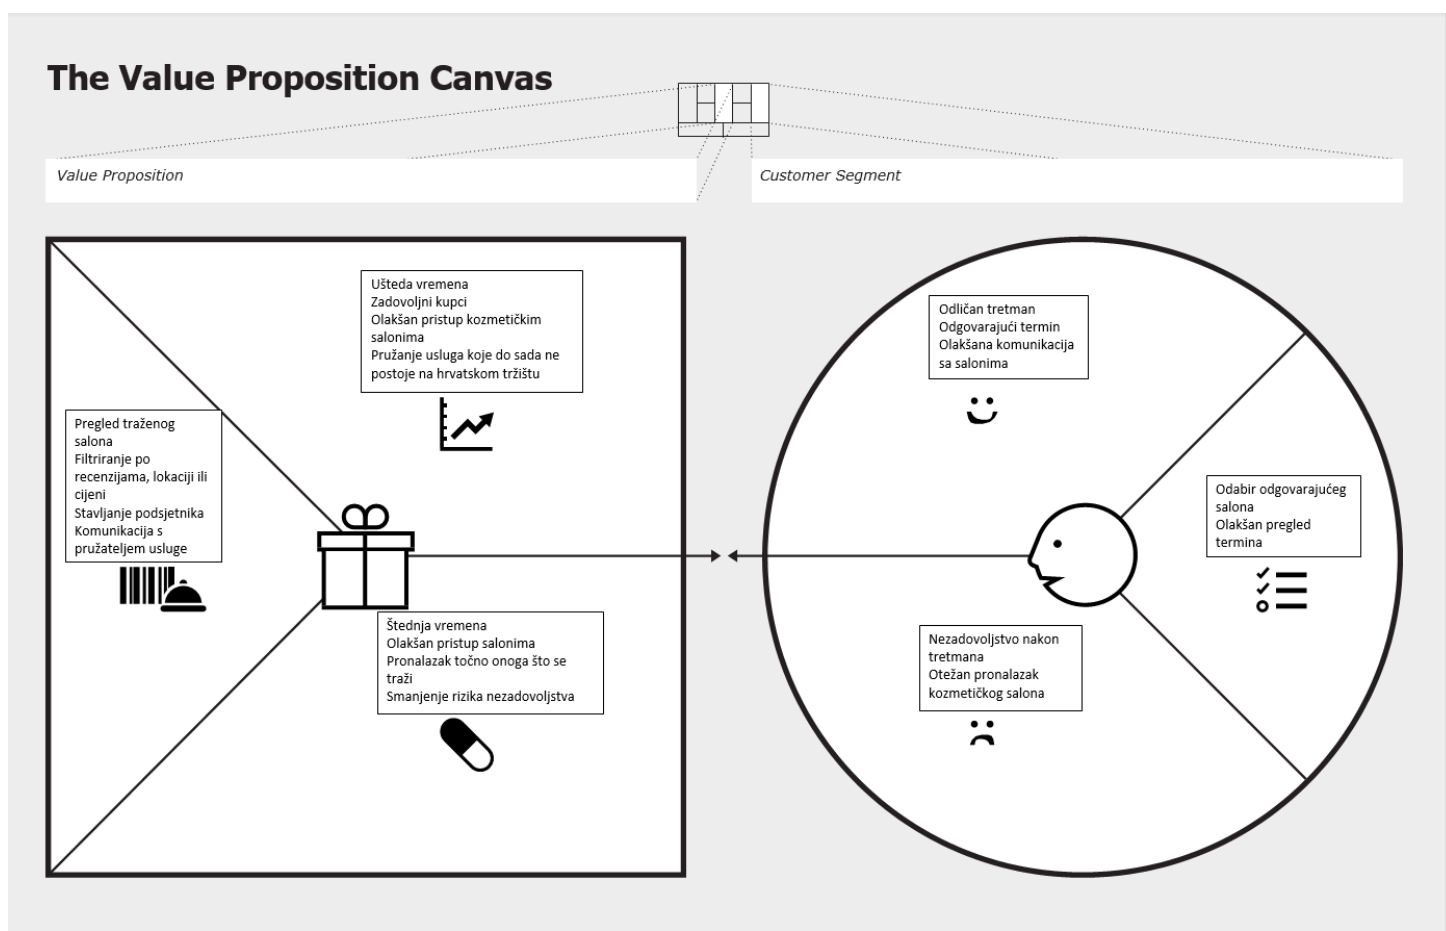 The Value Proposition Canvas
Value Proposition
Customer Segment
Ušteda vremena
Zadovoljni kupci
Olakšan pristup kozmetičkim
salonima
Pružanje usluga koje do sada ne
postoje na hrvatskom tržištu
Pregled traženog
salona
Filtriranje po
recenzijama, lokaciji ili
cijeni
Stavljanje podsjetnika
Komunikacija s
pružateljem usluge
Štednja vremena
Olakšan pristup salonima
Pronalazak točno onoga što se
traži
Smanjenje rizika nezadovoljstva
Odličan tretman
Odgovarajući termin
Olakšana komunikacija
sa salonima
Odabir odgovarajućeg
salona
Olakšan pregled
termina
Nezadovoljstvo nakon
tretmana
Otežan pronalazak
kozmetičkog salona